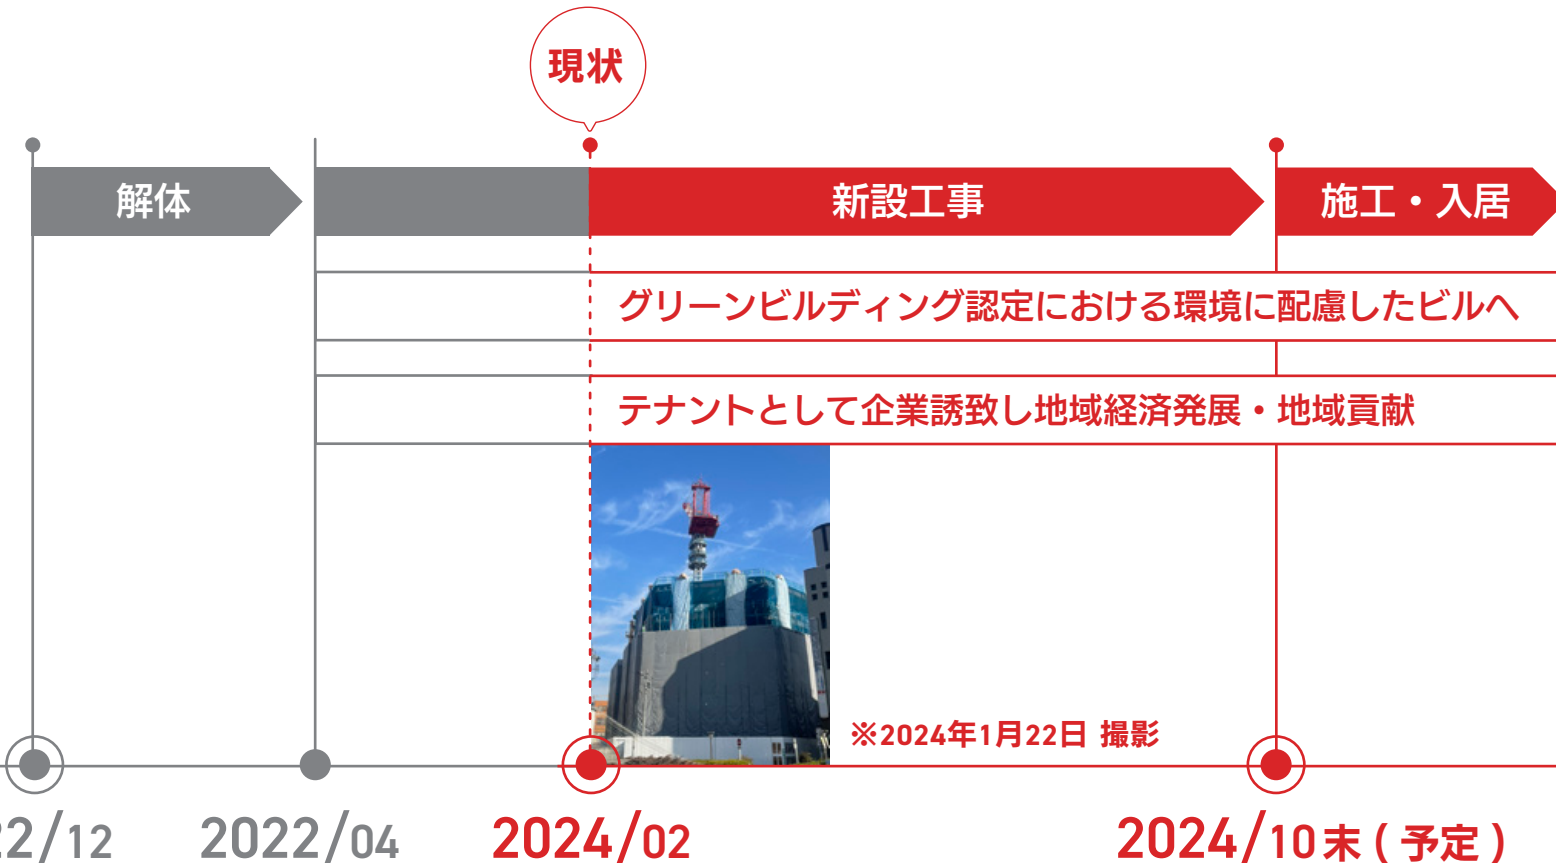 現状
解体
新設工事
施工・入居
グリーンビルディング認定における環境に配慮したビルへ
テナントとして企業誘致し地域経済発展・地域貢献
※2024年1月22日 撮影
22/12
2022/04
2024/02
2024/10末 ( 予定 )